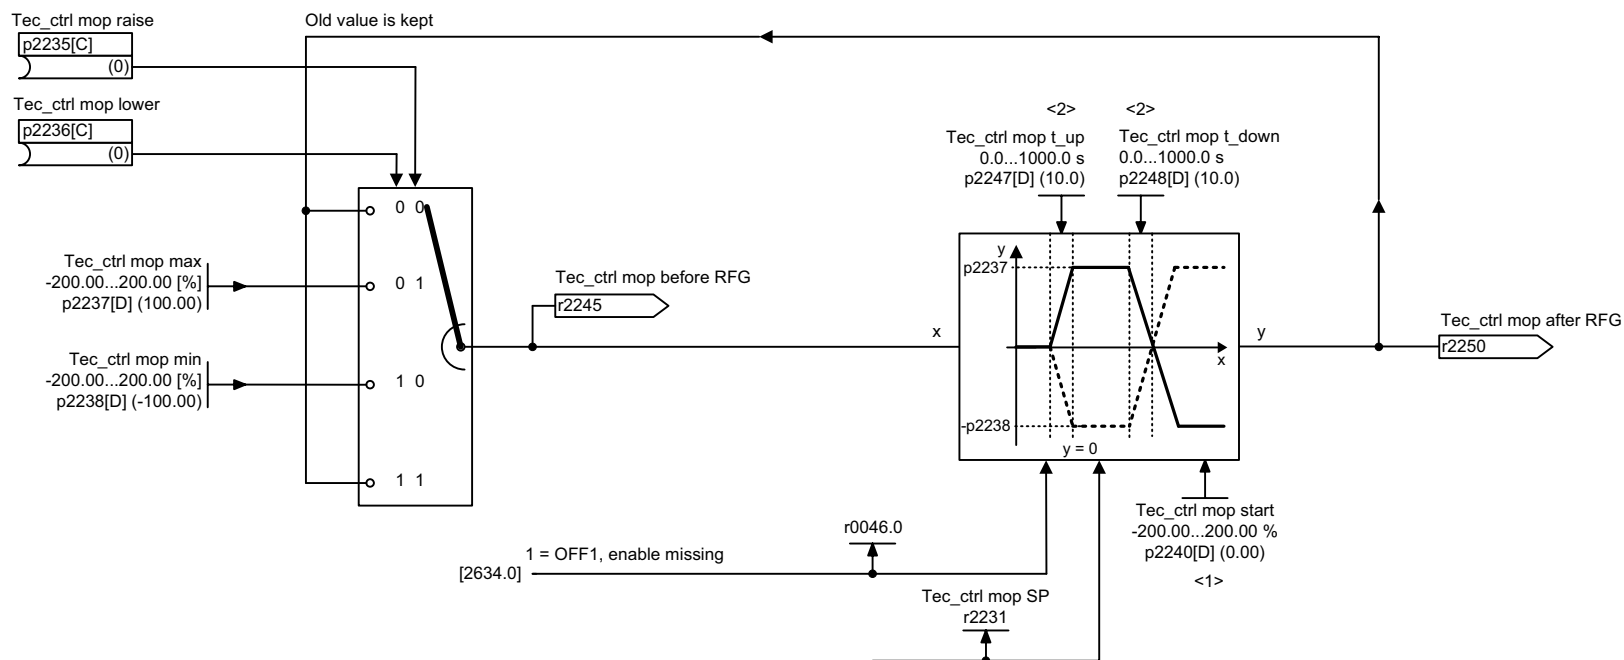 Tec_ctrl mop raise
p2235[C]
(0)
Old value is kept
Tec_ctrl mop lower
p2236[C]
(0)
<2>
<2>
Tec_ctrl mop t_up
0.0...1000.0 s
p2247[D] (10.0)
Tec_ctrl mop t_down
0.0...1000.0 s
p2248[D] (10.0)
0 0
Tec_ctrl mop max
-200.00...200.00 [%]
p2237[D] (100.00)
0 1
Tec_ctrl mop before RFG
r2245
Tec_ctrl mop min
-200.00...200.00 [%]
p2238[D] (-100.00)
1 0
1 1
x
y
p2237
x
-p2238
y = 0
y
Tec_ctrl mop after RFG
r2250
Tec_ctrl mop start
-200.00...200.00 %
p2240[D] (0.00)
<1>
r0046.0
1 = OFF1, enable missing
[2634.0]
Tec_ctrl mop SP
r2231